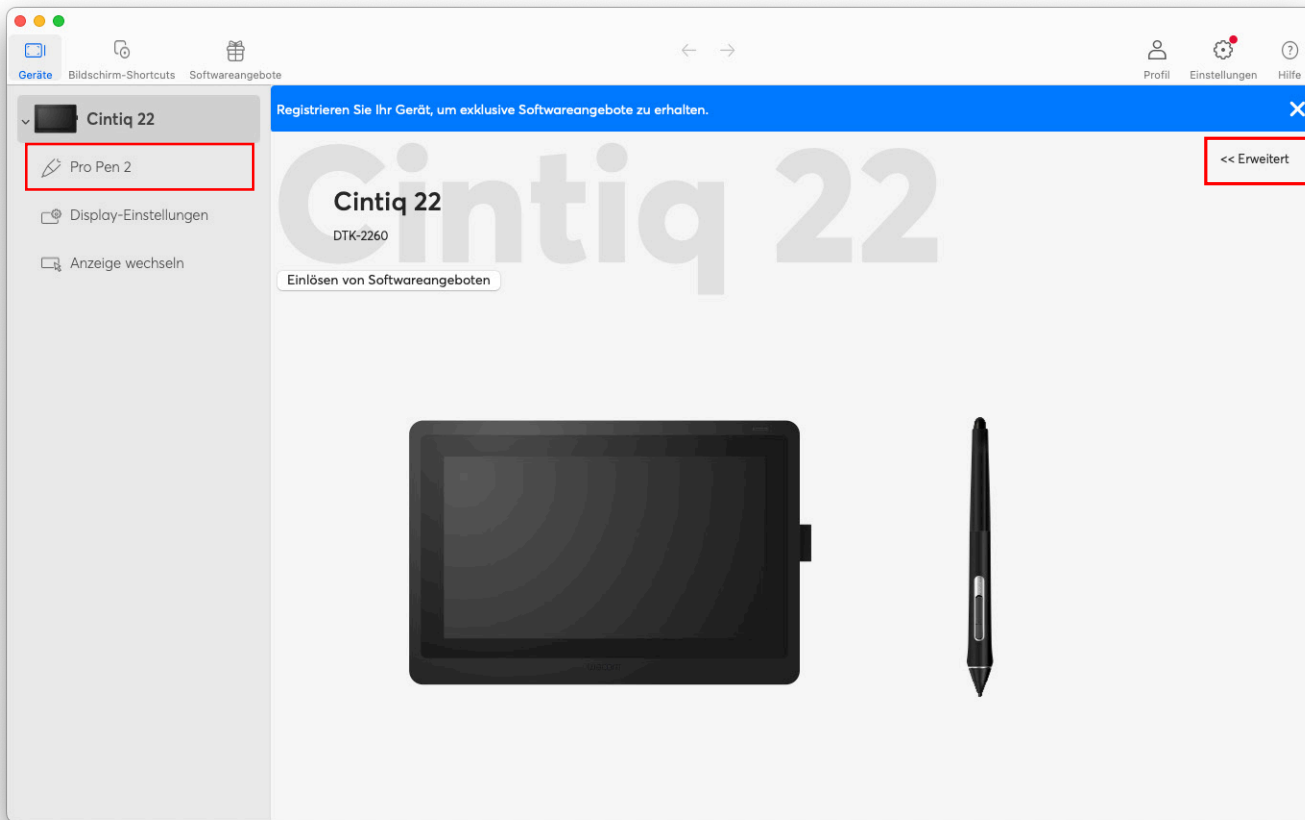 Geräte
Bildschirm-Shortcuts
Softwareangebote
Profil
Einstellungen
Hilfe
Cintiq 22
Pro Pen 2
Display-Einstellungen
Anzeige wechseln
Registrieren Sie Ihr Gerät, um exklusive Softwareangebote zu erhalten.
<< Erweitert
Cintiq 22
Cintiq 22
DTK-2260
Einlösen von Softwareangeboten
wacom